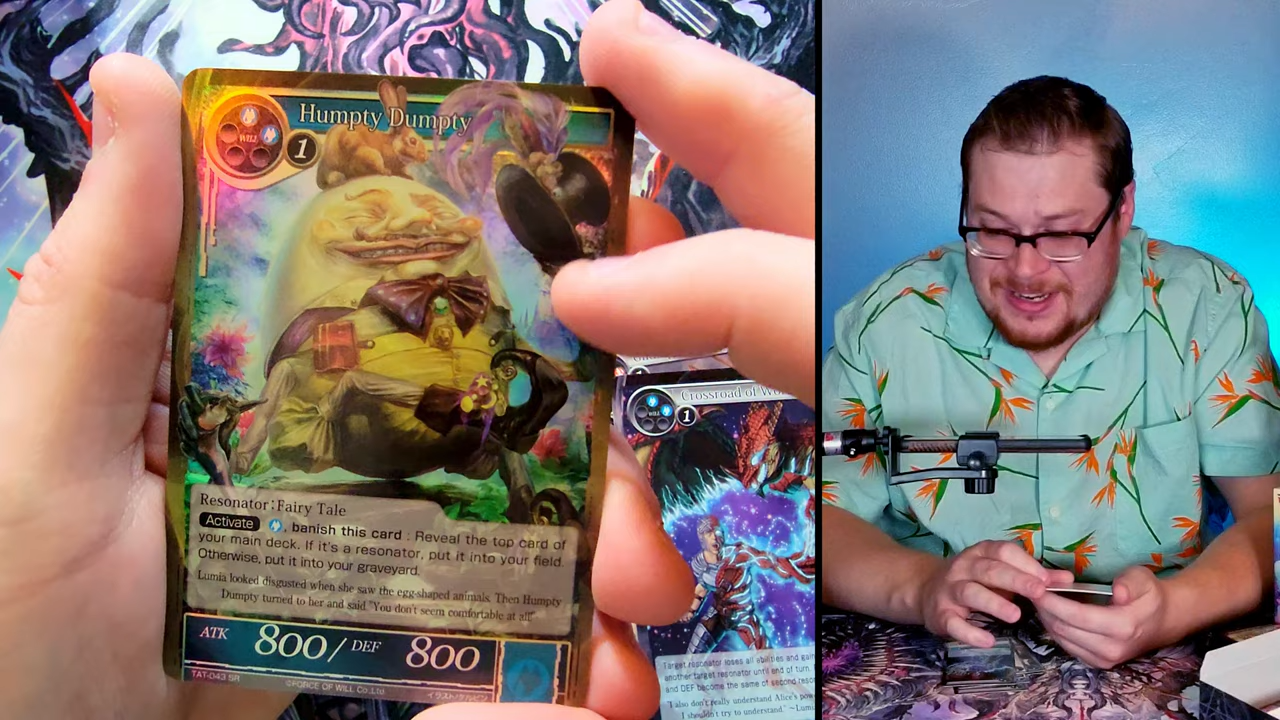 Humpty Dumpty
WILL
1
Resonator:Fairy Tale
Activate , banish this card : Reveal the top card of
your main deck. If it's a resonator, put it into your field.
Otherwise, put it into your graveyard.
Lumia looked disgusted when she saw the egg-shaped animals. Then Humpty
Dumpty turned to her and said, "You don't seem comfortable at all!"
ATK 800/ DEF 800
TAT-043 SR
©FORCE OF WILL Co.,Ltd.
イラスト/
Crossroad of
WILL
1
Target resonator loses all abilities and
another target resonator until end of turn.
and DEF become the same of second
"I also don't really understand Alice's
I shouldn't try to understand." ~